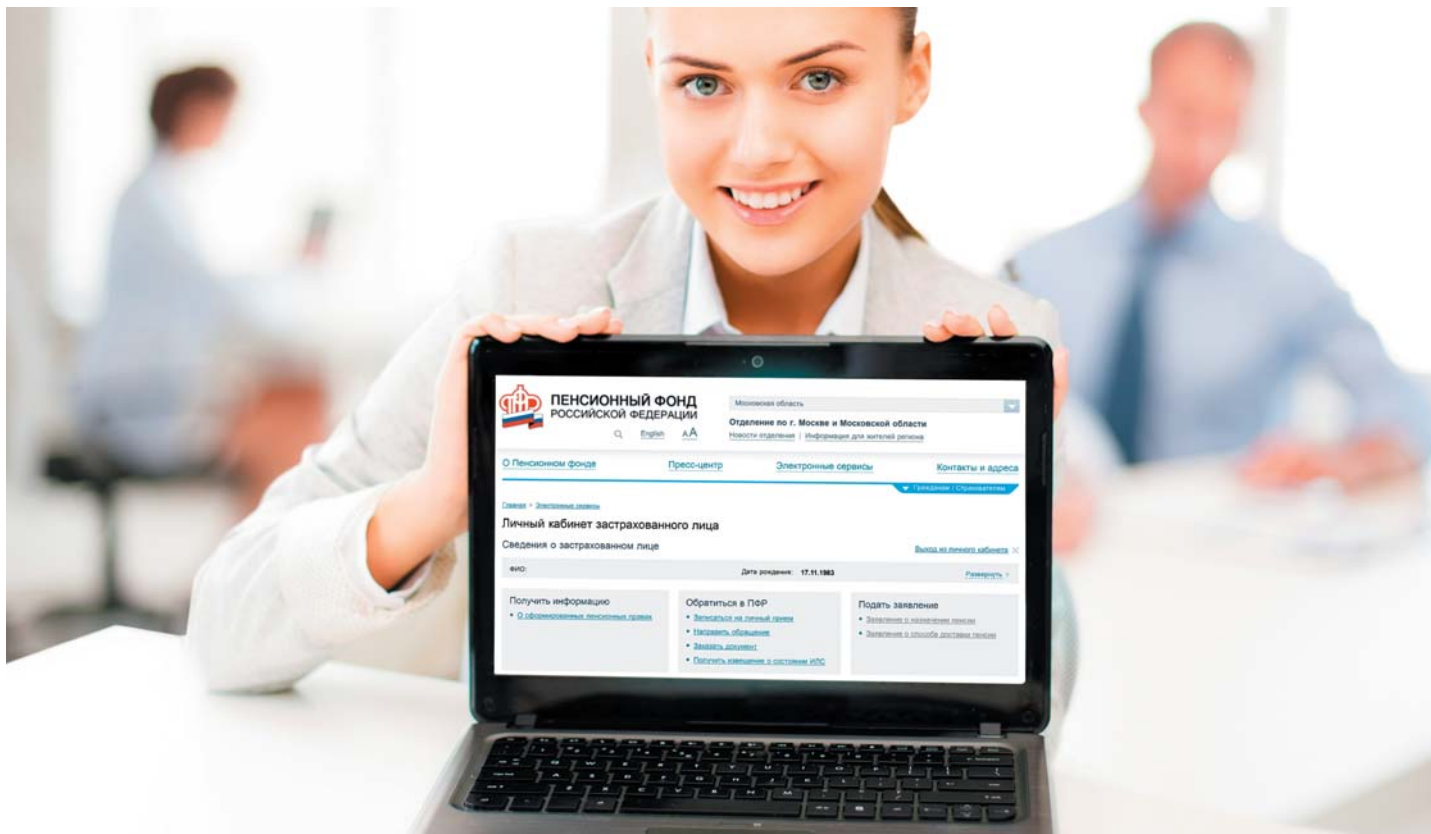 ПФР
ПЕНСИОННЫЙ ФОНД
РОССИЙСКОЙ ФЕДЕРАЦИИ
English
АА
Московская область
Отделение по г. Москве и Московской области
Новости отделения | Информация для жителей региона
О Пенсионном фонде
Пресс-центр
Электронные сервисы
Контакты и адреса
Гражданам | Страхователям
Главная > Электронные сервисы
Личный кабинет застрахованного лица
Сведения о застрахованном лице
Выход из личного кабинета
ФИО:
Дата рождения: 17.11.1983
Развернуть
Получить информацию
• О сформированных пенсионных правах
Обратиться в ПФР
• Записаться на личный прием
• Направить обращение
• Заказать документ
• Получить извещение о состоянии ИЛС
Подать заявление
• Заявление о назначении пенсии
• Заявление о способе доставки пенсии